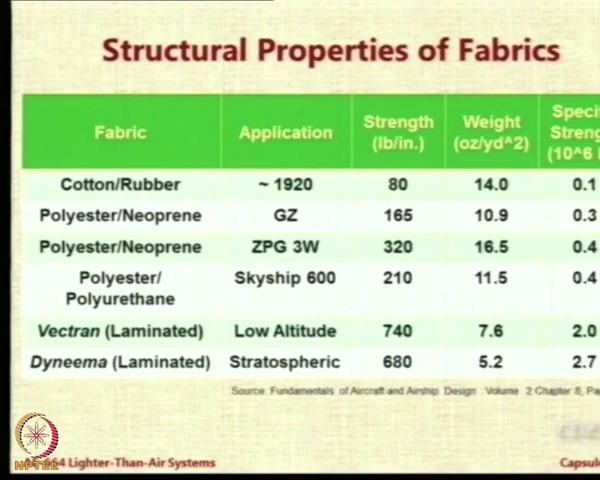 Structural Properties of Fabrics
Fabric Application Strength (lb/in.) Weight (oz/yd^2) Strength (10^6
Cotton/Rubber ~ 1920 80 14.0 0.1
Polyester/Neoprene GZ 165 10.9 0.3
Polyester/Neoprene ZPG 3W 320 16.5 0.4
Polyester/ Polyurethane Skyship 600 210 11.5 0.4
Vectran (Laminated) Low Altitude 740 7.6 2.0
Dyneema (Laminated) Stratospheric 680 5.2 2.7
Source: Fundamentals of Aircraft and Airship Design Volume 2 Chapter 8,
NPTEL 64 Lighter-Than-Air Systems